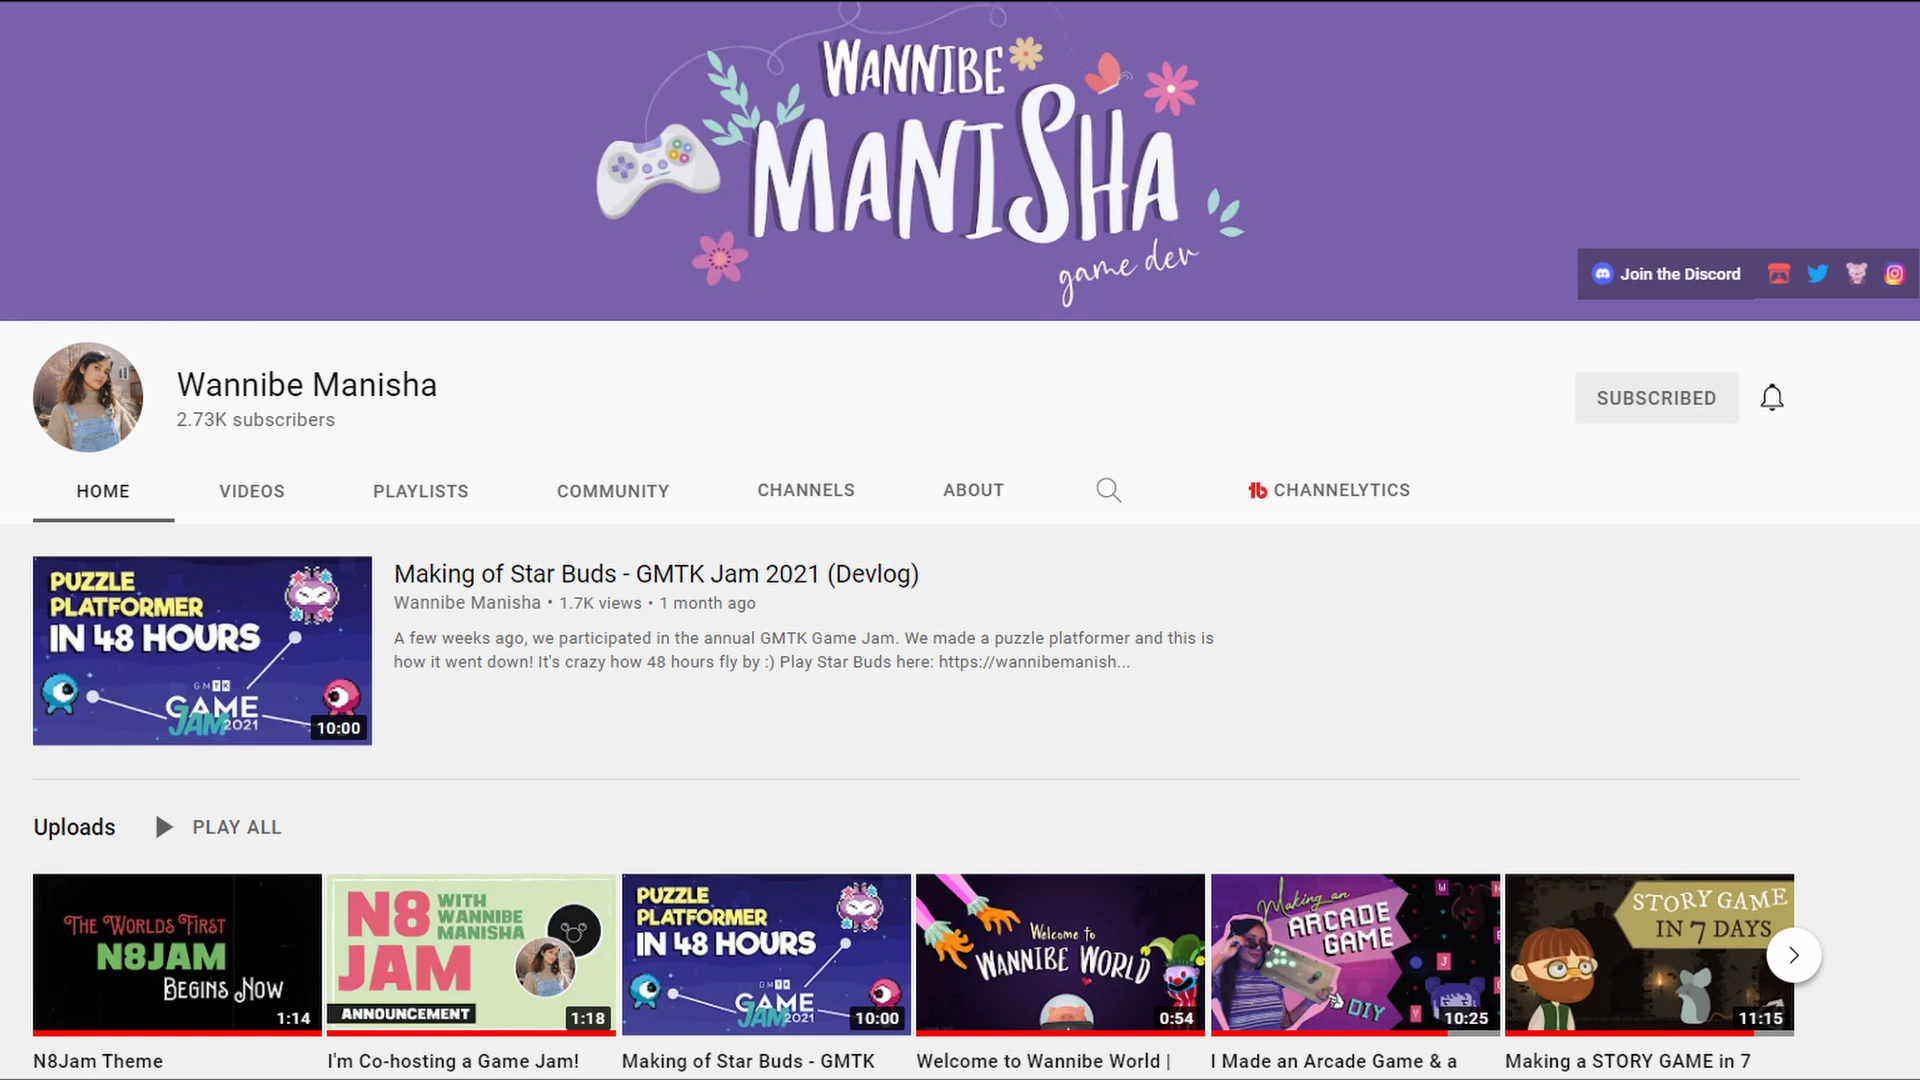 WANNIBE
MANISHA
game dev
Join the Discord
Wannibe Manisha
2.73K subscribers
SUBSCRIBED
HOME
VIDEOS
PLAYLISTS
COMMUNITY
CHANNELS
ABOUT
CHANNELYTICS
PUZZLE
PLATFORMER
IN 48 HOURS
GMTK
GAME
JAM 2021
10:00
Making of Star Buds - GMTK Jam 2021 (Devlog)
Wannibe Manisha • 1.7K views • 1 month ago
A few weeks ago, we participated in the annual GMTK Game Jam. We made a puzzle platformer and this is
how it went down! It's crazy how 48 hours fly by :) Play Star Buds here: https://wannibemanish...
Uploads
PLAY ALL
THE WORLDS FIRST
N8JAM
BEGINS NOW
1:14
N8Jam Theme
N8
JAM
WITH
WANNIBE
MANISHA
ANNOUNCEMENT
1:18
I'm Co-hosting a Game Jam!
PUZZLE
PLATFORMER
IN 48 HOURS
GMTK
GAME
JAM 2021
10:00
Making of Star Buds - GMTK
Welcome to
WANNIBE WORLD
0:54
Welcome to Wannibe World |
Making an
ARCADE
GAME
DIY
10:25
I Made an Arcade Game & a
STORY GAME
IN 7 DAYS
11:15
Making a STORY GAME in 7